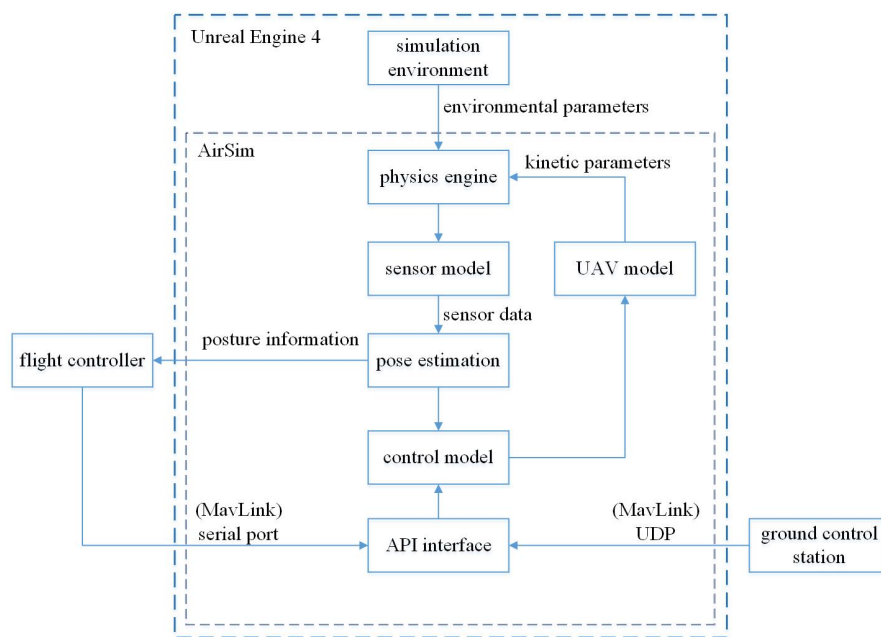 Unreal Engine 4
simulation
environment
environmental parameters
AirSim
kinetic parameters
physics engine
sensor model
UAV model
sensor data
posture information
flight controller
pose estimation
control model
(MavLink)
serial port
(MavLink)
UDP
API interface
ground control
station